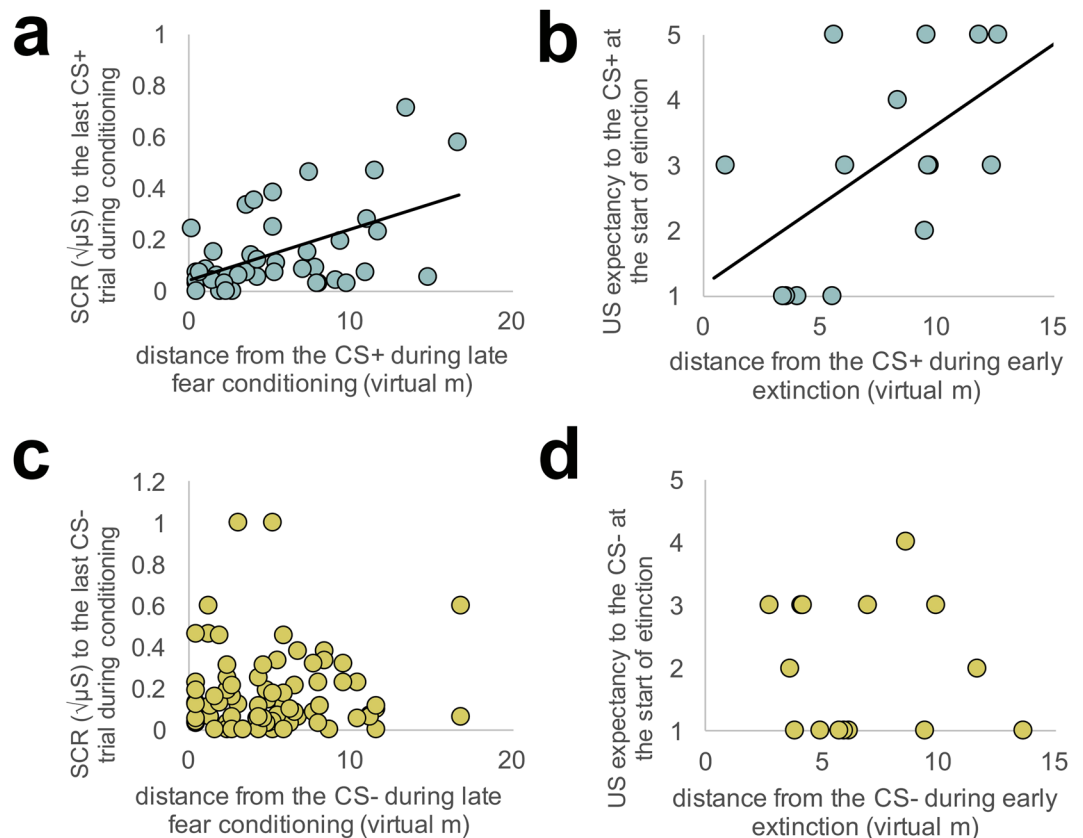 a
SCR (√µS) to the last CS+
trial during conditioning
1
0.8
0.6
0.4
0.2
0
0
10
20
distance from the CS+ during late
fear conditioning (virtual m)
b
US expectancy to the CS+ at
the start of etinction
5
4
3
2
1
0
5
10
15
distance from the CS+ during early
extinction (virtual m)
c
SCR (√µS) to the last CS-
trial during conditioning
1.2
1
0.8
0.6
0.4
0.2
0
0
10
20
distance from the CS- during late
fear conditioning (virtual m)
d
US expectancy to the CS- at
the start of etinction
5
4
3
2
1
0
5
10
15
distance from the CS- during early
extinction (virtual m)